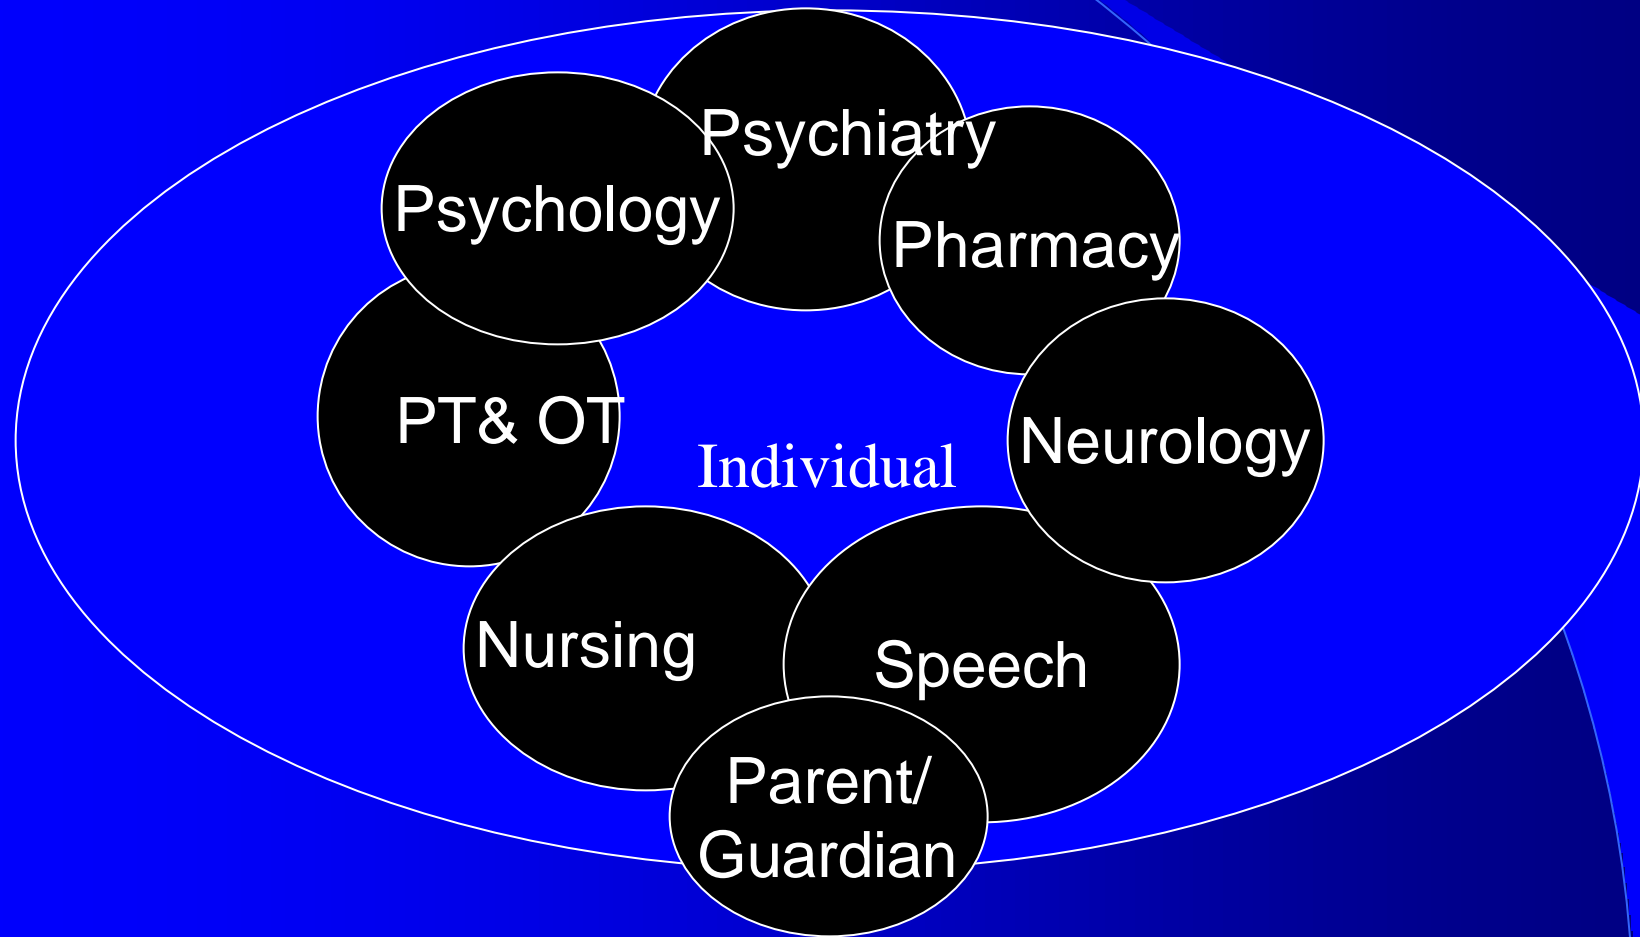 Psychiatry
Psychology
Pharmacy
PT& OT
Neurology
Individual
Nursing
Speech
Parent/
Guardian